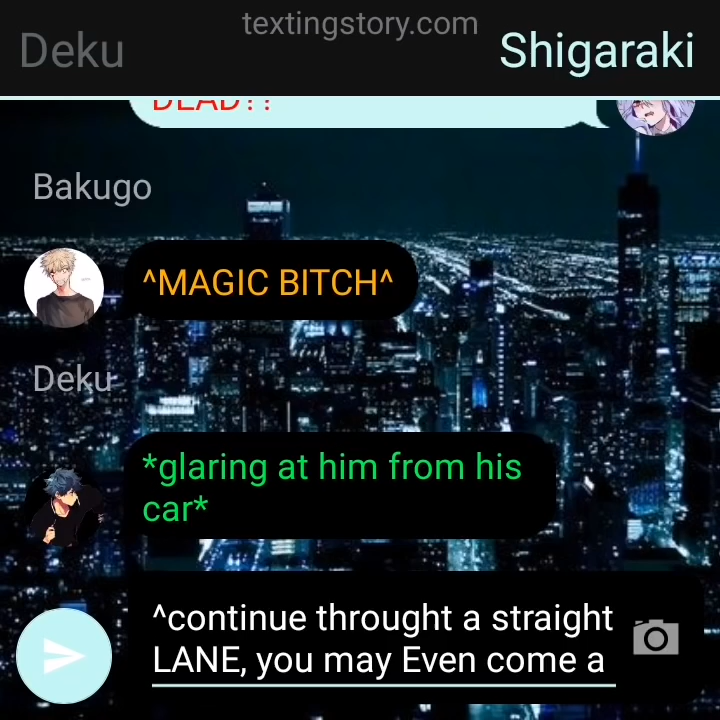 textingstory.com
Deku
Shigaraki
DEAD??
Bakugo
^MAGIC BITCH^
Deku
*glaring at him from his
car*
^continue throught a straight
LANE, you may Even come a